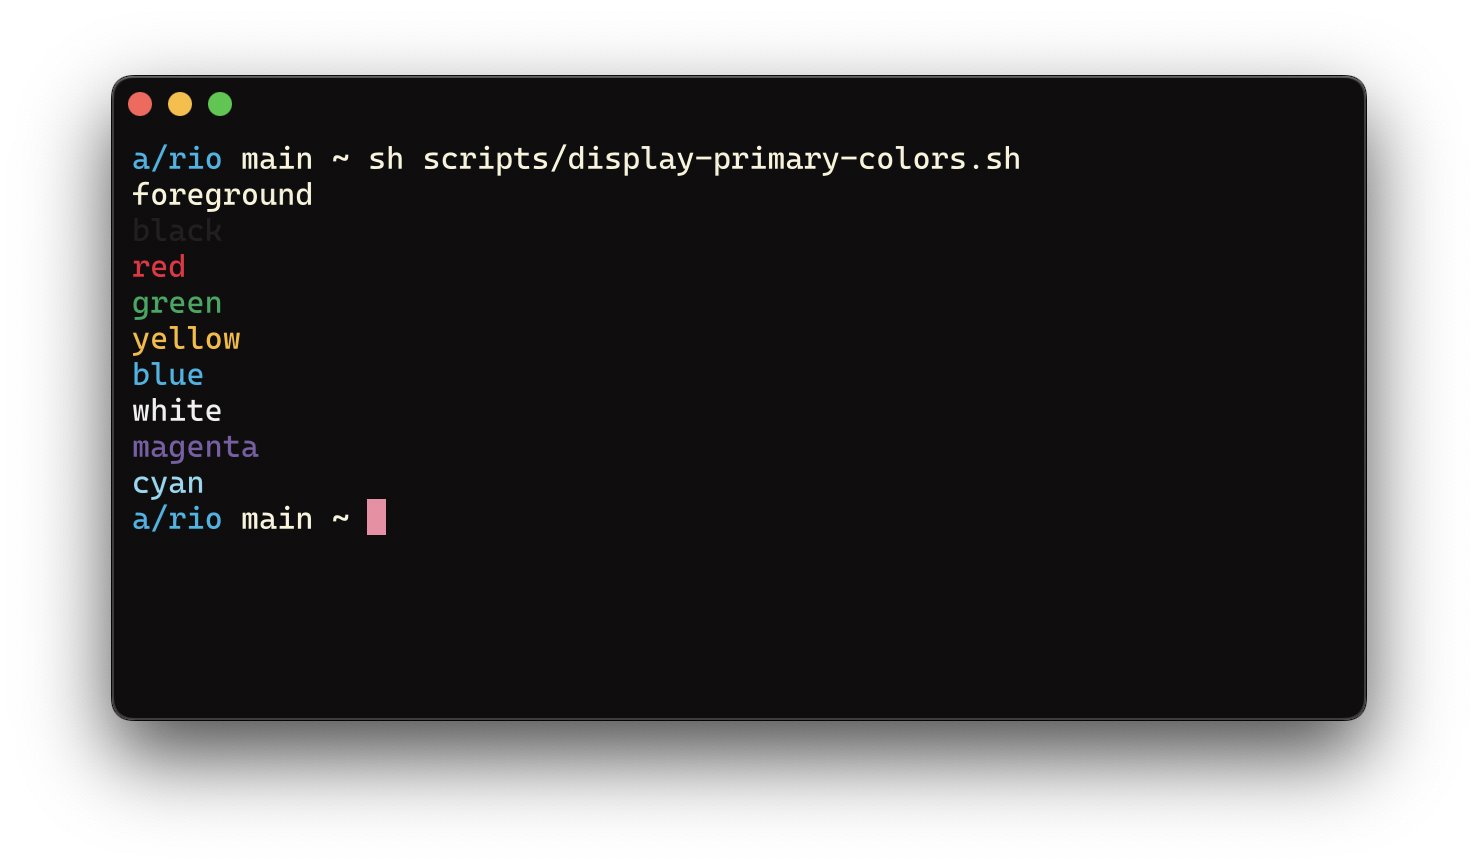 a/rio main ~ sh scripts/display-primary-colors.sh
foreground
black
red
green
yellow
blue
white
magenta
cyan
a/rio main ~